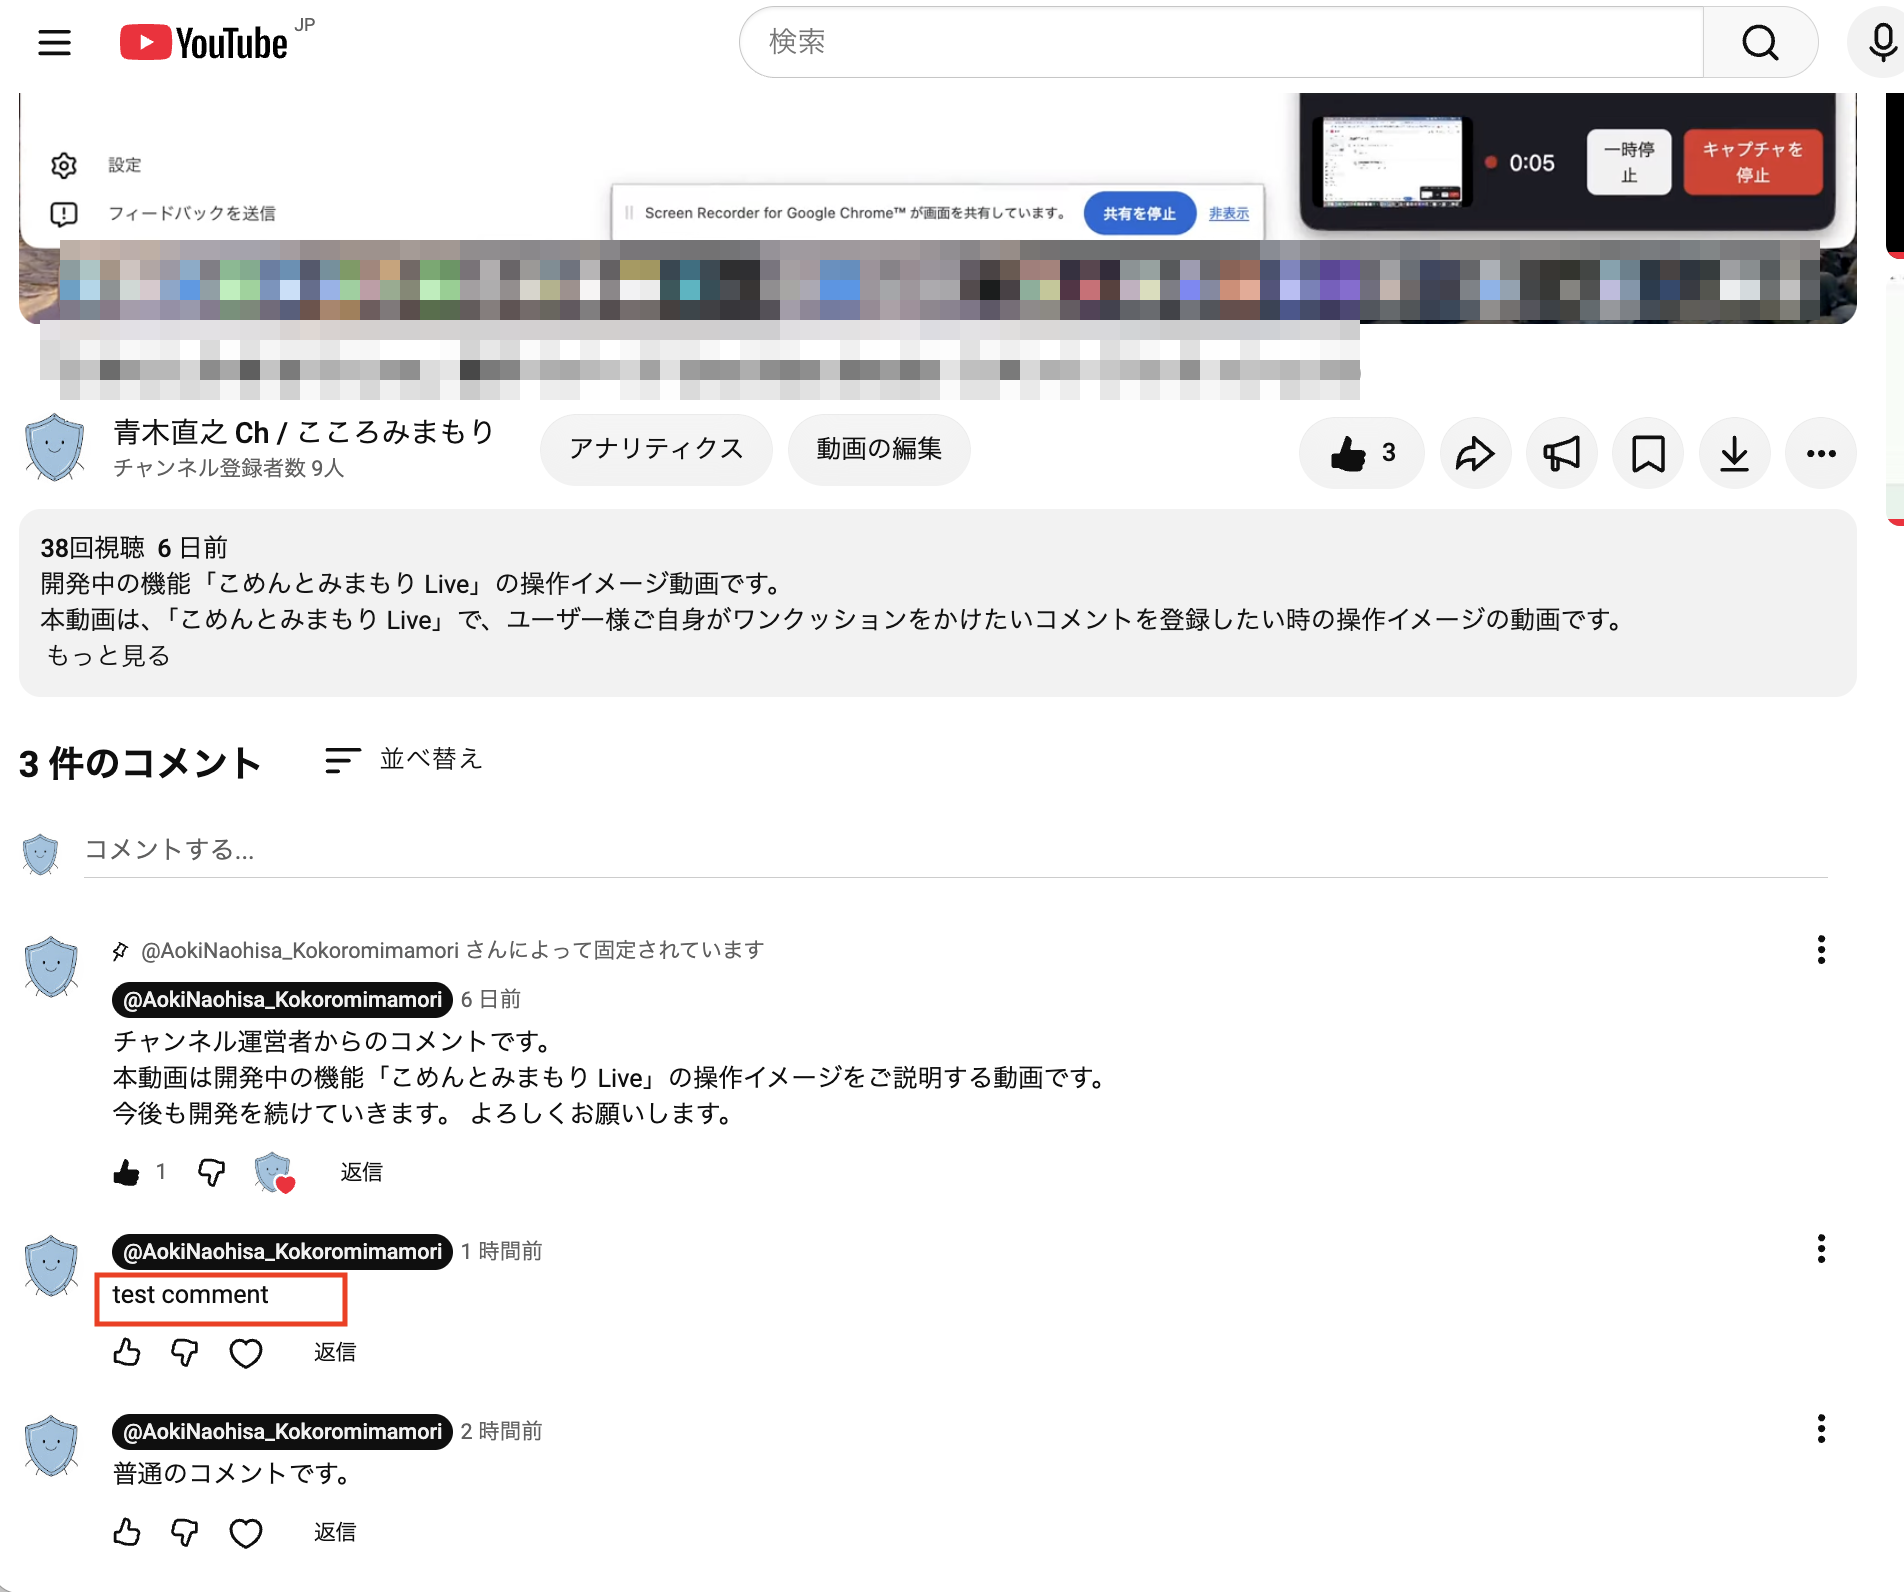 YouTube JP
検索
設定
フィードバックを送信
Screen Recorder for Google Chrome™ が画面を共有しています。 共有を停止 非表示
0:05 一時停止 キャプチャを停止
青木直之 Ch / こころみまもり
チャンネル登録者数 9人
アナリティクス 動画の編集 3
38回視聴 6 日前
開発中の機能「こめんとみまもり Live」の操作イメージ動画です。
本動画は、「こめんとみまもり Live」で、ユーザー様ご自身がワンクッションをかけたいコメントを登録したい時の操作イメージの動画です。
もっと見る
3 件のコメント 並べ替え
コメントする...
@AokiNaohisa_Kokoromimamori さんによって固定されています
@AokiNaohisa_Kokoromimamori 6 日前
チャンネル運営者からのコメントです。
本動画は開発中の機能「こめんとみまもり Live」の操作イメージをご説明する動画です。
今後も開発を続けていきます。 よろしくお願いします。
1 返信
@AokiNaohisa_Kokoromimamori 1 時間前
test comment
返信
@AokiNaohisa_Kokoromimamori 2 時間前
普通のコメントです。
返信